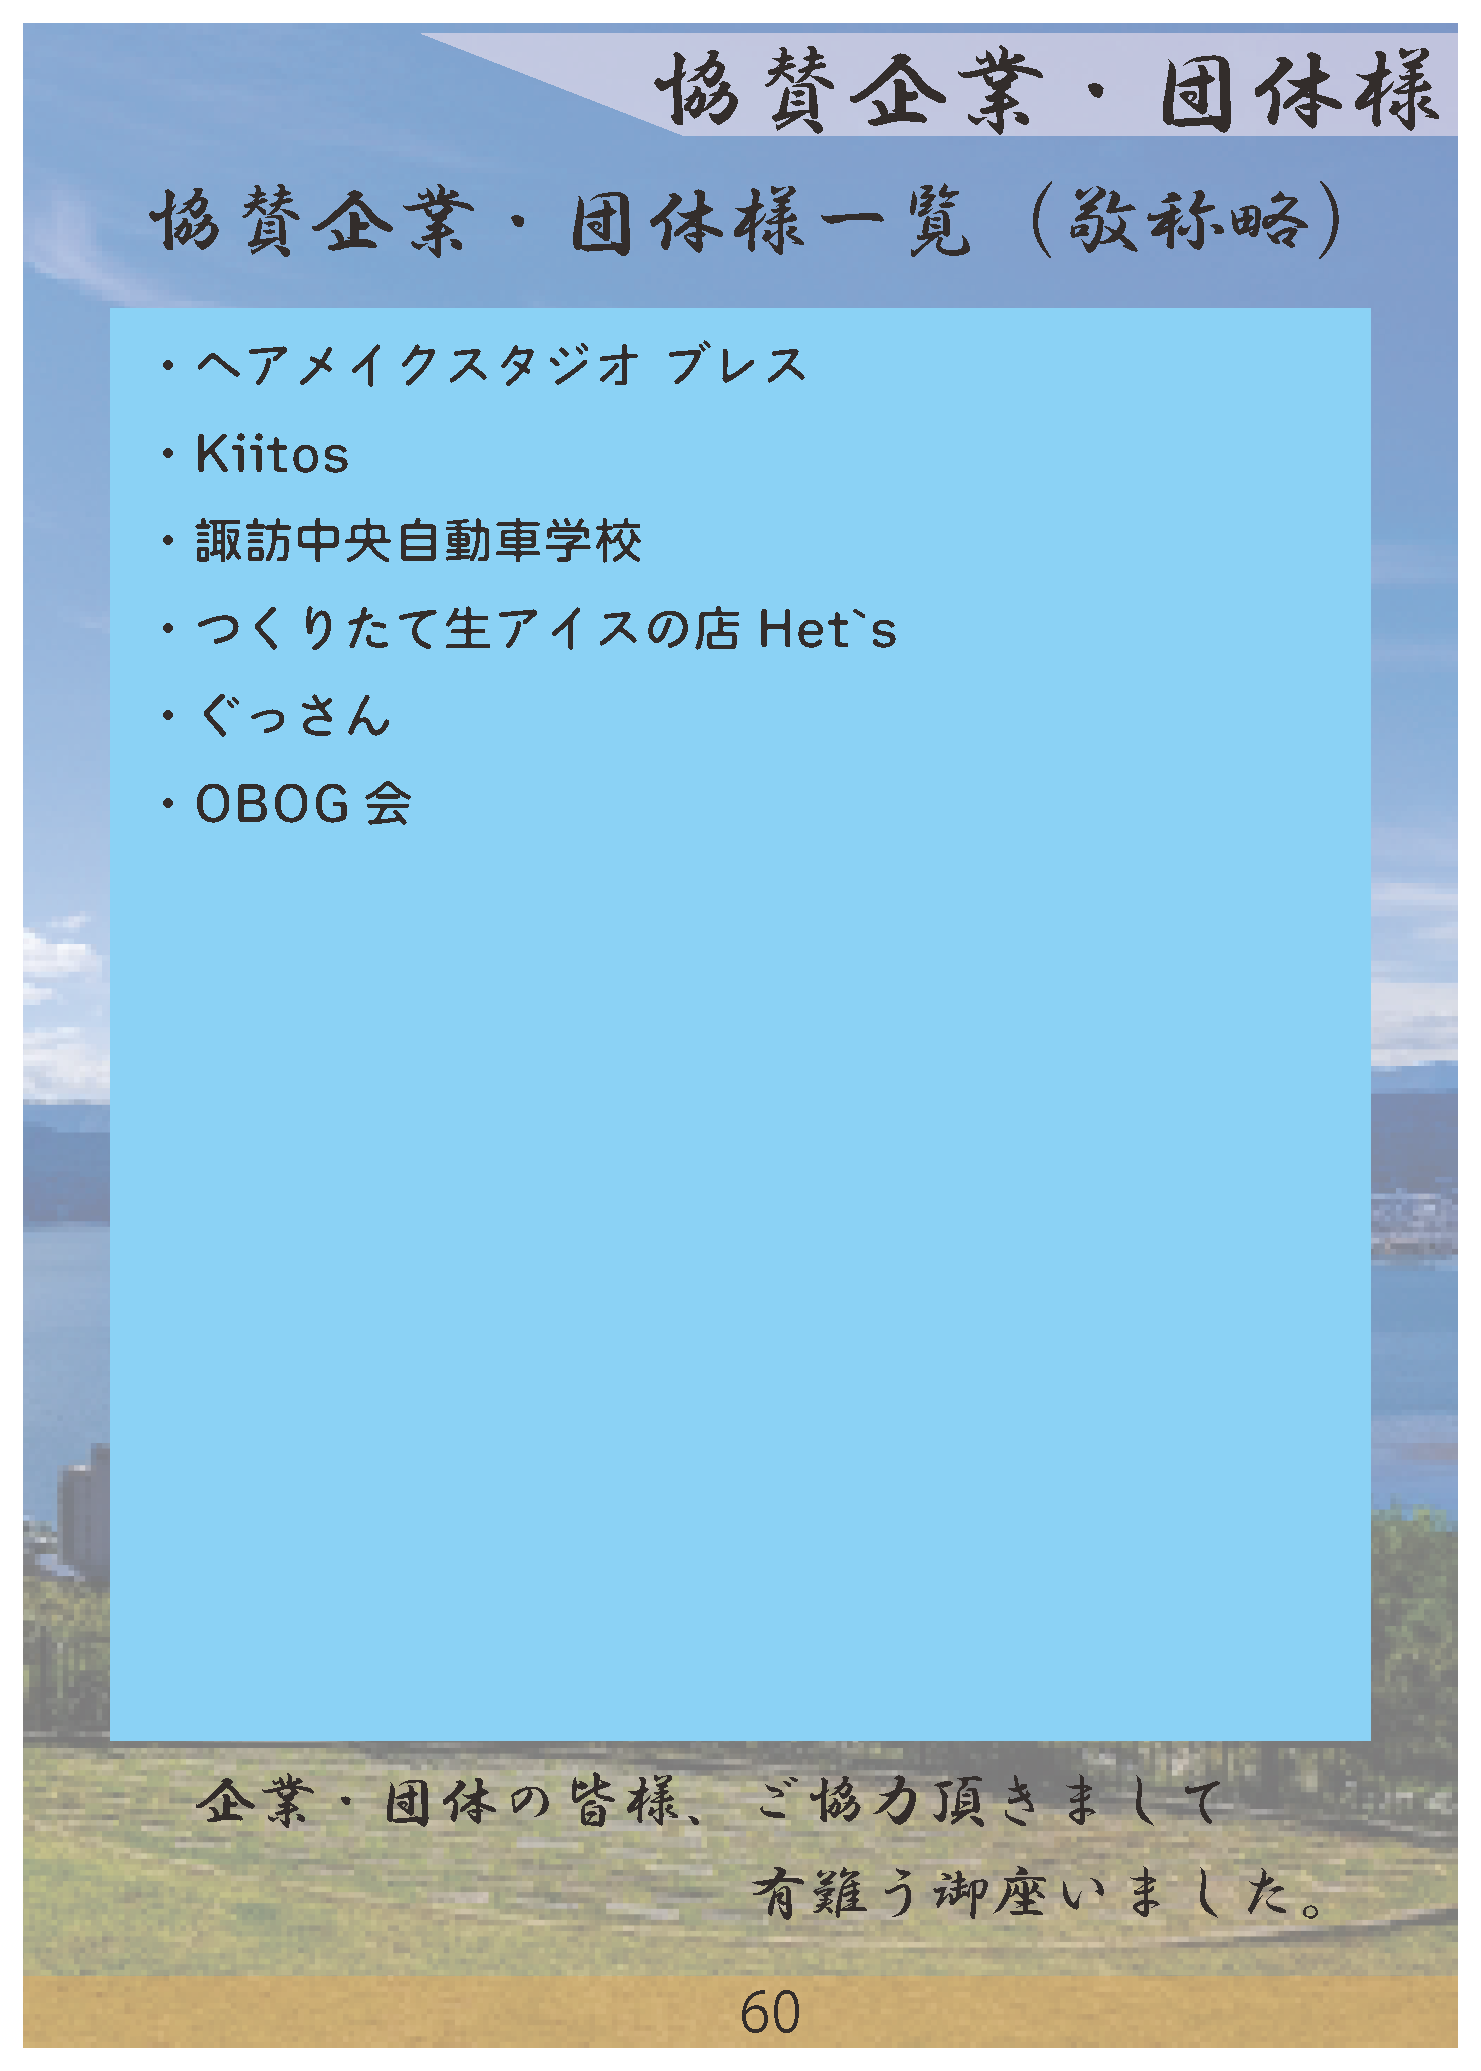 協賛企業・団体様
協賛企業・団体様一覧（敬称略）
・ヘアメイクスタジオ ブレス
・Kiitos
・諏訪中央自動車学校
・つくりたて生アイスの店 Het`s
・ぐっさん
・OBOG 会
企業・団体の皆様、ご協力頂きまして
有難う御座いました。
60